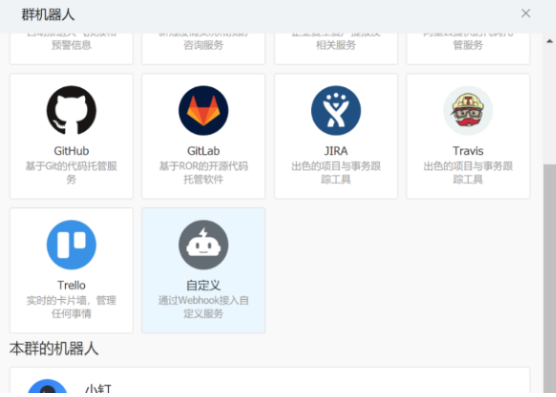 群机器人
预警信息
咨询服务
相关服务
管服务
GitHub
基于Git的代码托管服
务
GitLab
基于ROR的开源代码
托管软件
JIRA
出色的项目与事务跟
踪工具
Travis
出色的项目与事务跟
踪工具
Trello
实时的卡片墙，管理
任何事情
自定义
通过Webhook接入自
定义服务
本群的机器人
小钉